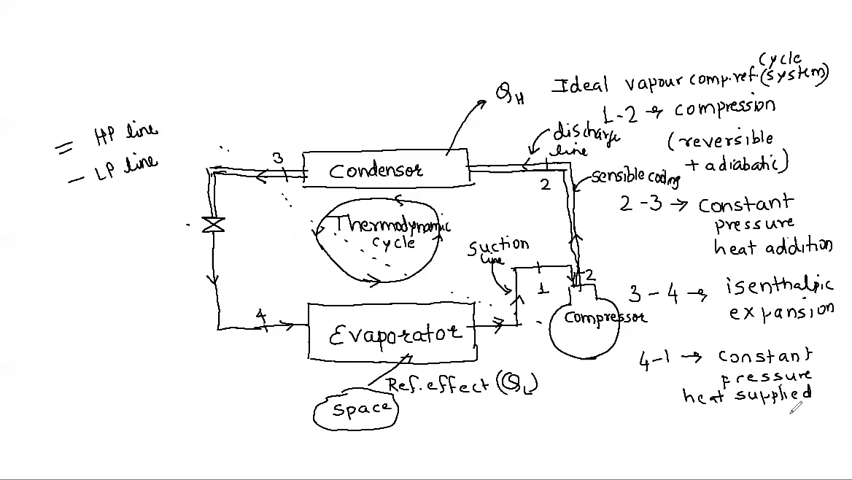 = HP line
- LP line
3
Condensor
QH
discharge
line
2
Ideal vapour comp.ref.(system)
cycle
1-2 → compression
(reversible
+ adiabatic)
sensible cooling
2-3 → constant
pressure
heat addition
3-4 → isenthalpic
expansion
4-1 → constant
pressure
heat supplied
Thermodynamic
cycle
suction
line
1
2
compressor
4
Evaporator
Ref.effect (QL)
space